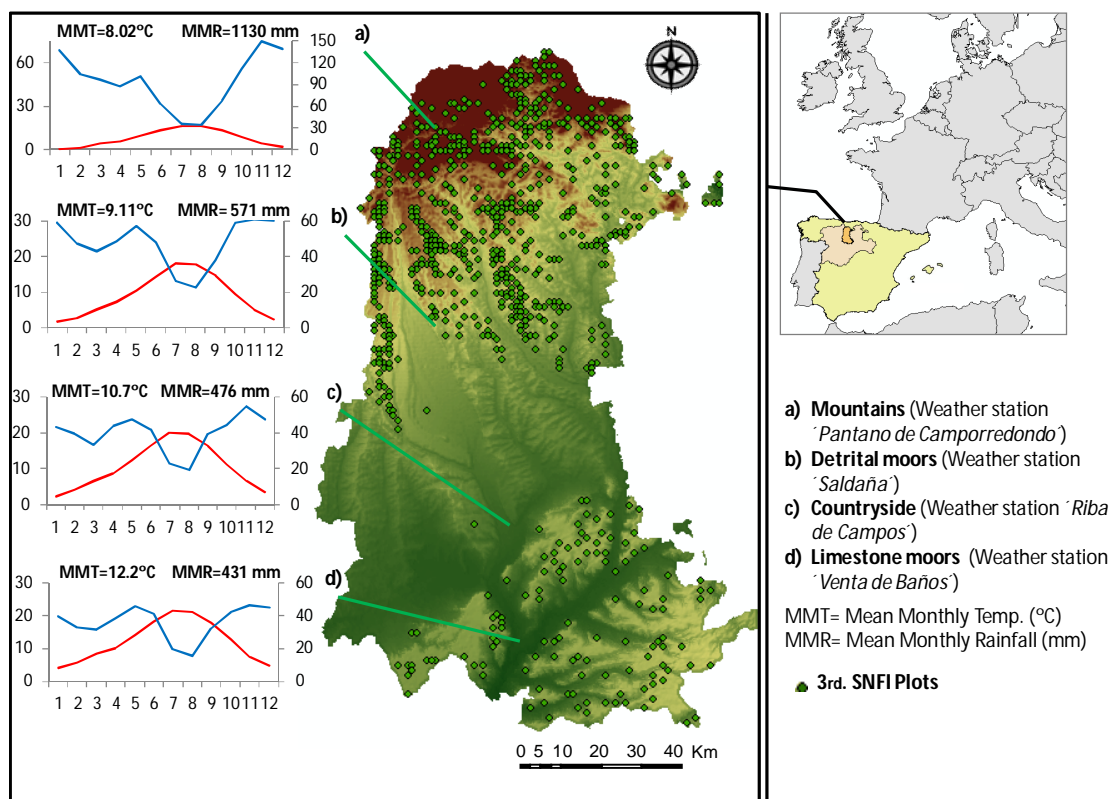 MMT=8.02°C MMR=1130 mm
60
30
0
150
120
90
60
30
0
1 2 3 4 5 6 7 8 9 10 11 12
a)
MMT=9.11°C MMR= 571 mm
30
20
10
0
60
40
20
0
1 2 3 4 5 6 7 8 9 10 11 12
b)
MMT=10.7°C MMR=476 mm
30
20
10
0
60
40
20
0
1 2 3 4 5 6 7 8 9 10 11 12
c)
MMT=12.2°C MMR=431 mm
30
20
10
0
60
40
20
0
1 2 3 4 5 6 7 8 9 10 11 12
d)
0 5 10 20 30 40 Km
a) Mountains (Weather station
´Pantano de Camporredondo´)
b) Detrital moors (Weather station
´Saldaña´)
c) Countryside (Weather station ´Riba
de Campos´)
d) Limestone moors (Weather station
´Venta de Baños´)
MMT= Mean Monthly Temp. (°C)
MMR= Mean Monthly Rainfall (mm)
3rd. SNFI Plots